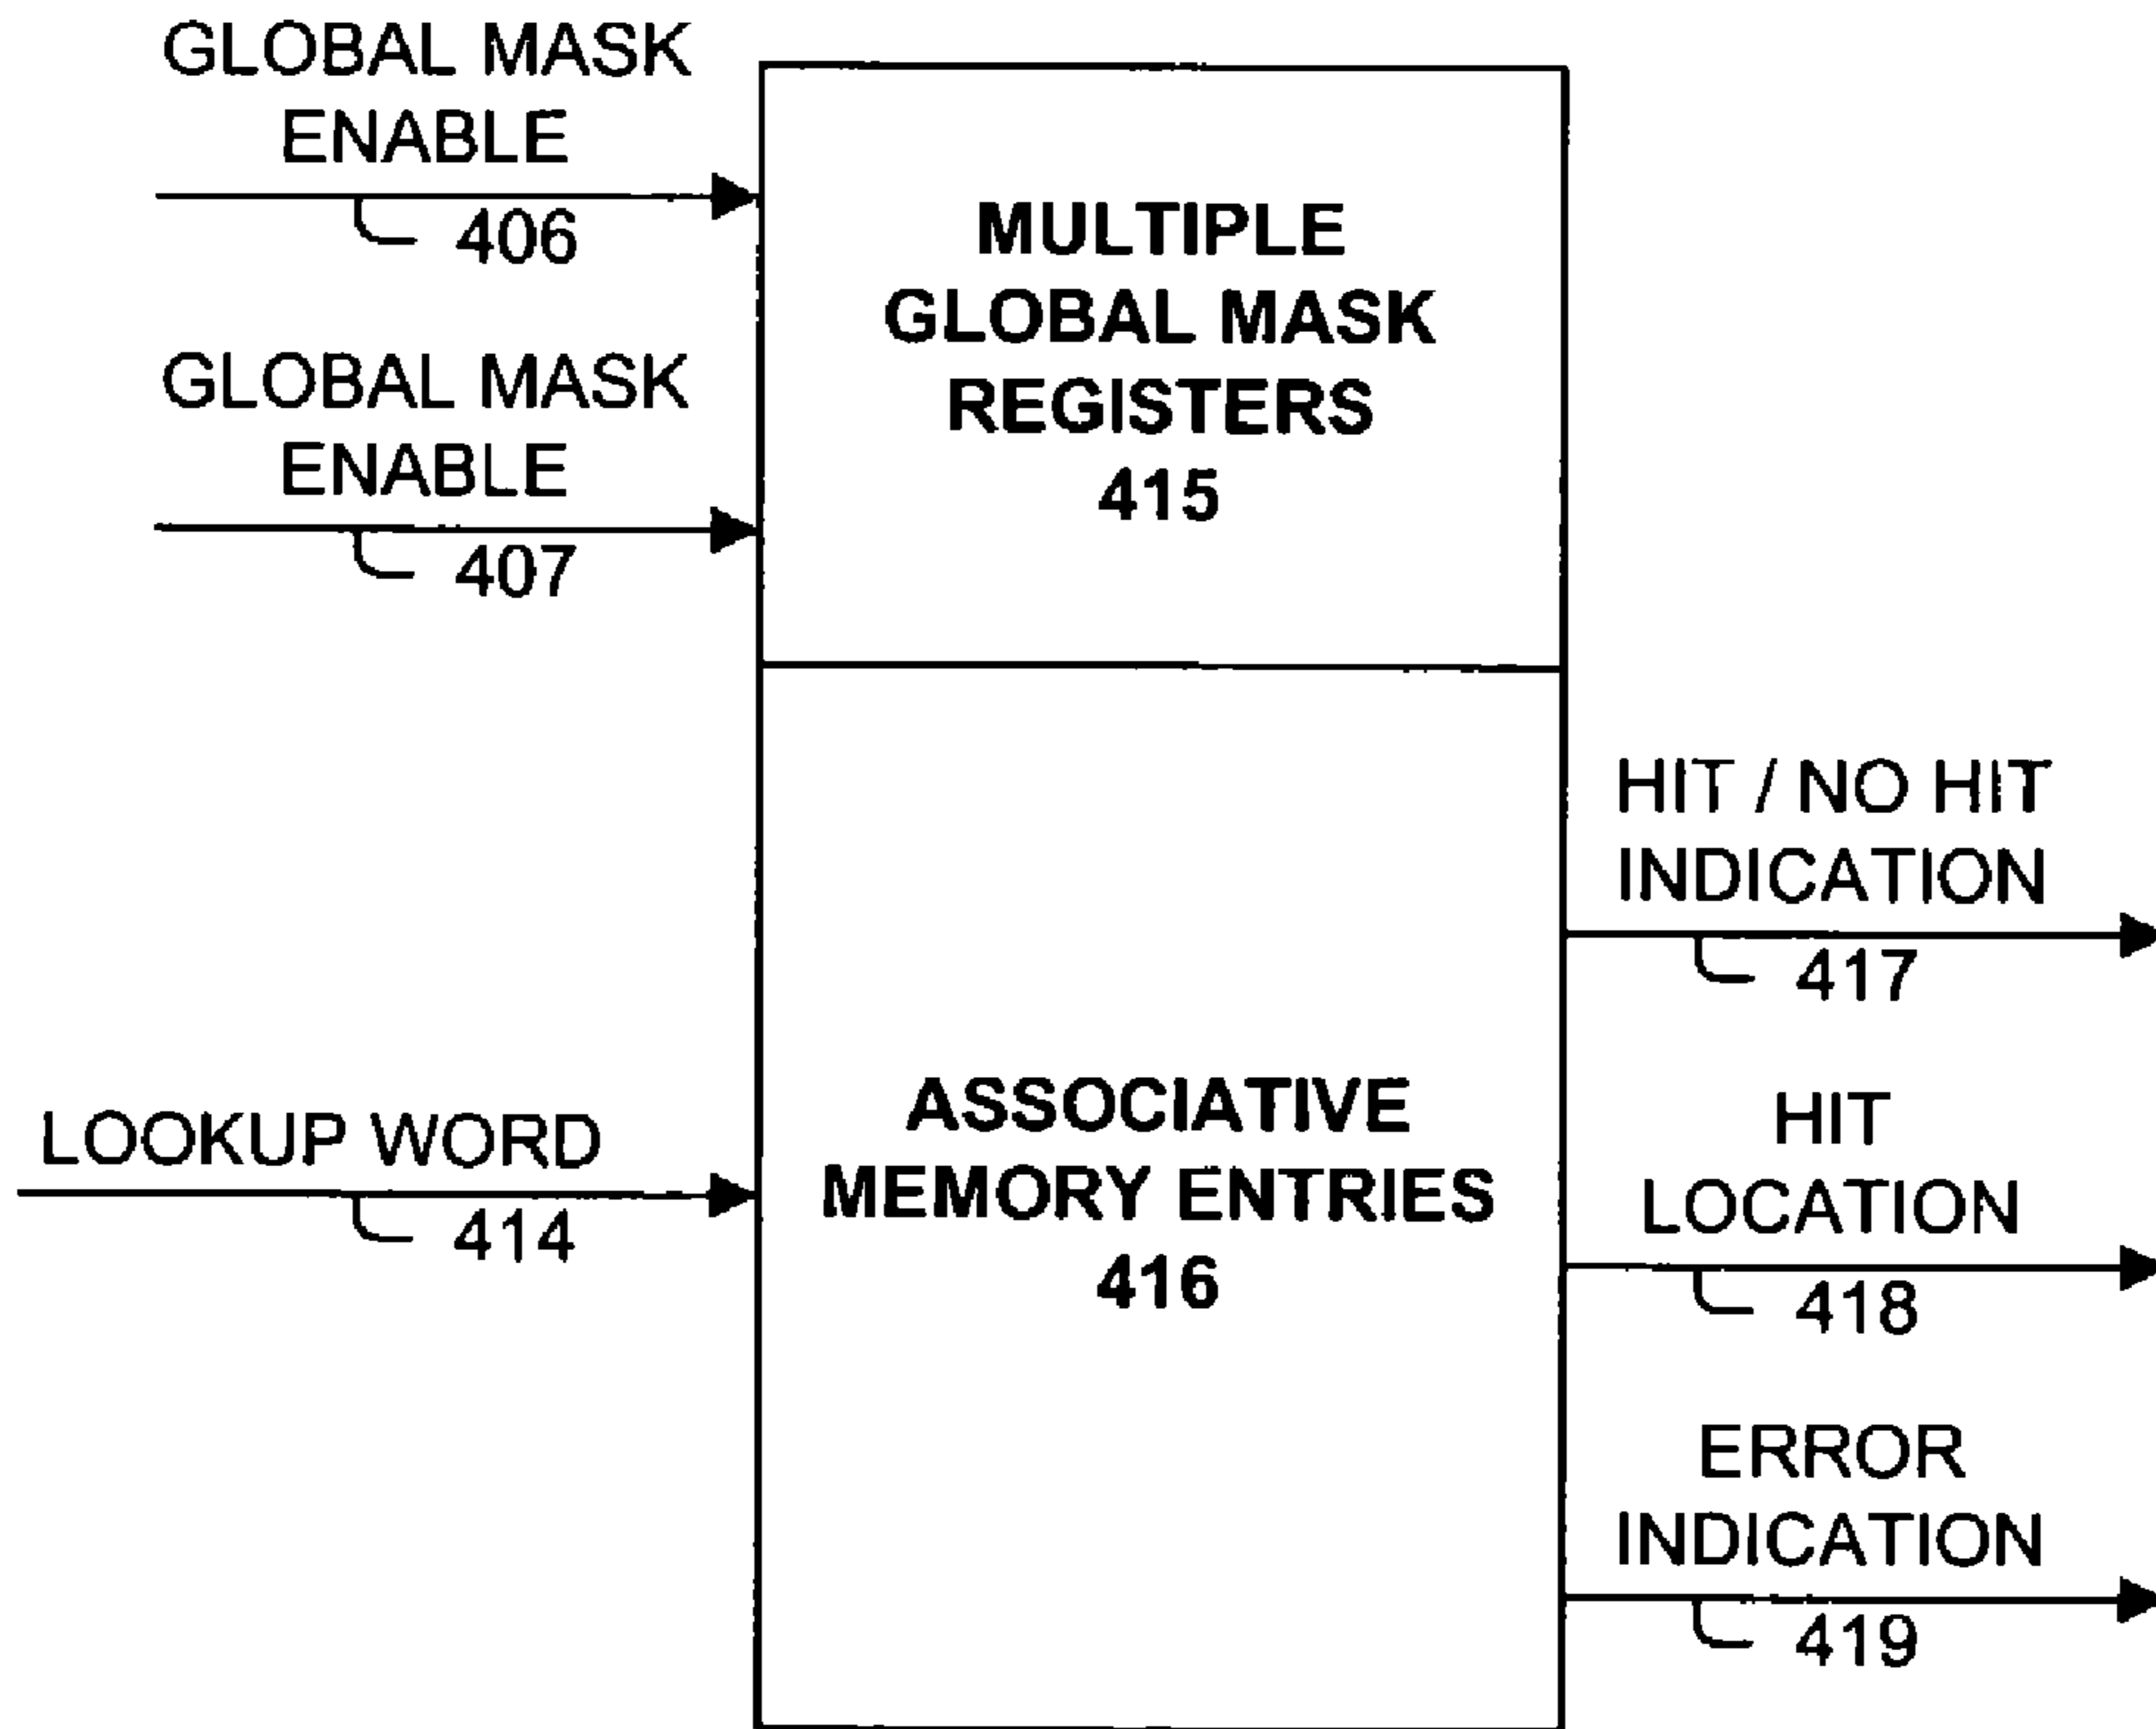 GLOBAL MASK
ENABLE
406
GLOBAL MASK
ENABLE
407
MULTIPLE
GLOBAL MASK
REGISTERS
415
LOOKUP WORD
414
ASSOCIATIVE
MEMORY ENTRIES
416
HIT / NO HIT
INDICATION
417
HIT
LOCATION
418
ERROR
INDICATION
419